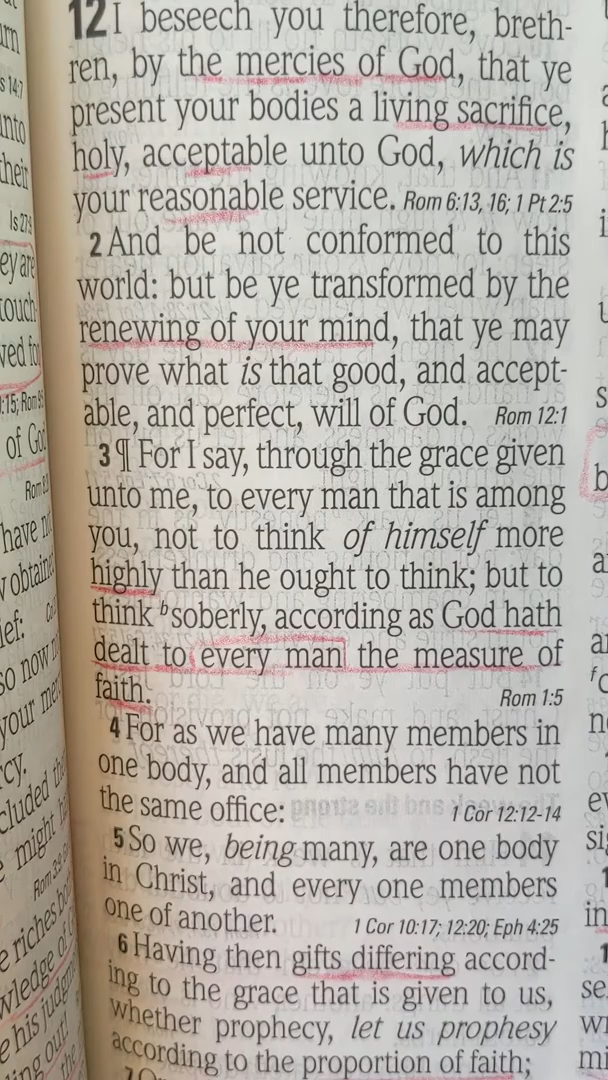 12 I beseech you therefore, breth-
ren, by the mercies of God, that ye
present your bodies a living sacrifice,
holy, acceptable unto God, which is
your reasonable service. Rom 6:13, 16; 1 Pt 2:5
2 And be not conformed to this
world: but be ye transformed by the
renewing of your mind, that ye may
prove what is that good, and accept-
able, and perfect, will of God. Rom 12:1
3 ¶ For I say, through the grace given
unto me, to every man that is among
you, not to think of himself more
highly than he ought to think; but to
think b soberly, according as God hath
dealt to every man the measure of
faith. Rom 1:5
4 For as we have many members in
one body, and all members have not
the same office: 1 Cor 12:12-14
5 So we, being many, are one body
in Christ, and every one members
one of another. 1 Cor 10:17; 12:20; Eph 4:25
6 Having then gifts differing accord-
ing to the grace that is given to us,
whether prophecy, let us prophesy
according to the proportion of faith;